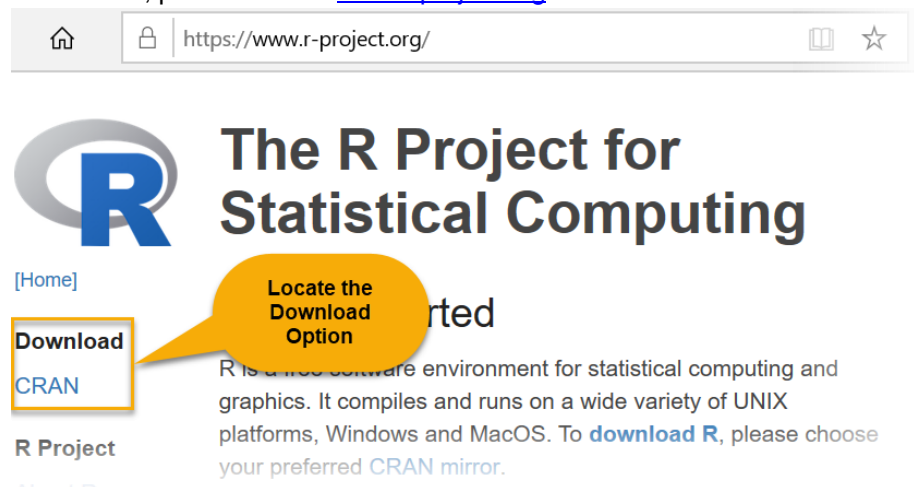 https://www.r-project.org/
R
The R Project for
Statistical Computing
[Home]
Locate the
Download
Option
rted
Download
CRAN
R is a free software environment for statistical computing and
graphics. It compiles and runs on a wide variety of UNIX
platforms, Windows and MacOS. To download R, please choose
your preferred CRAN mirror.
R Project